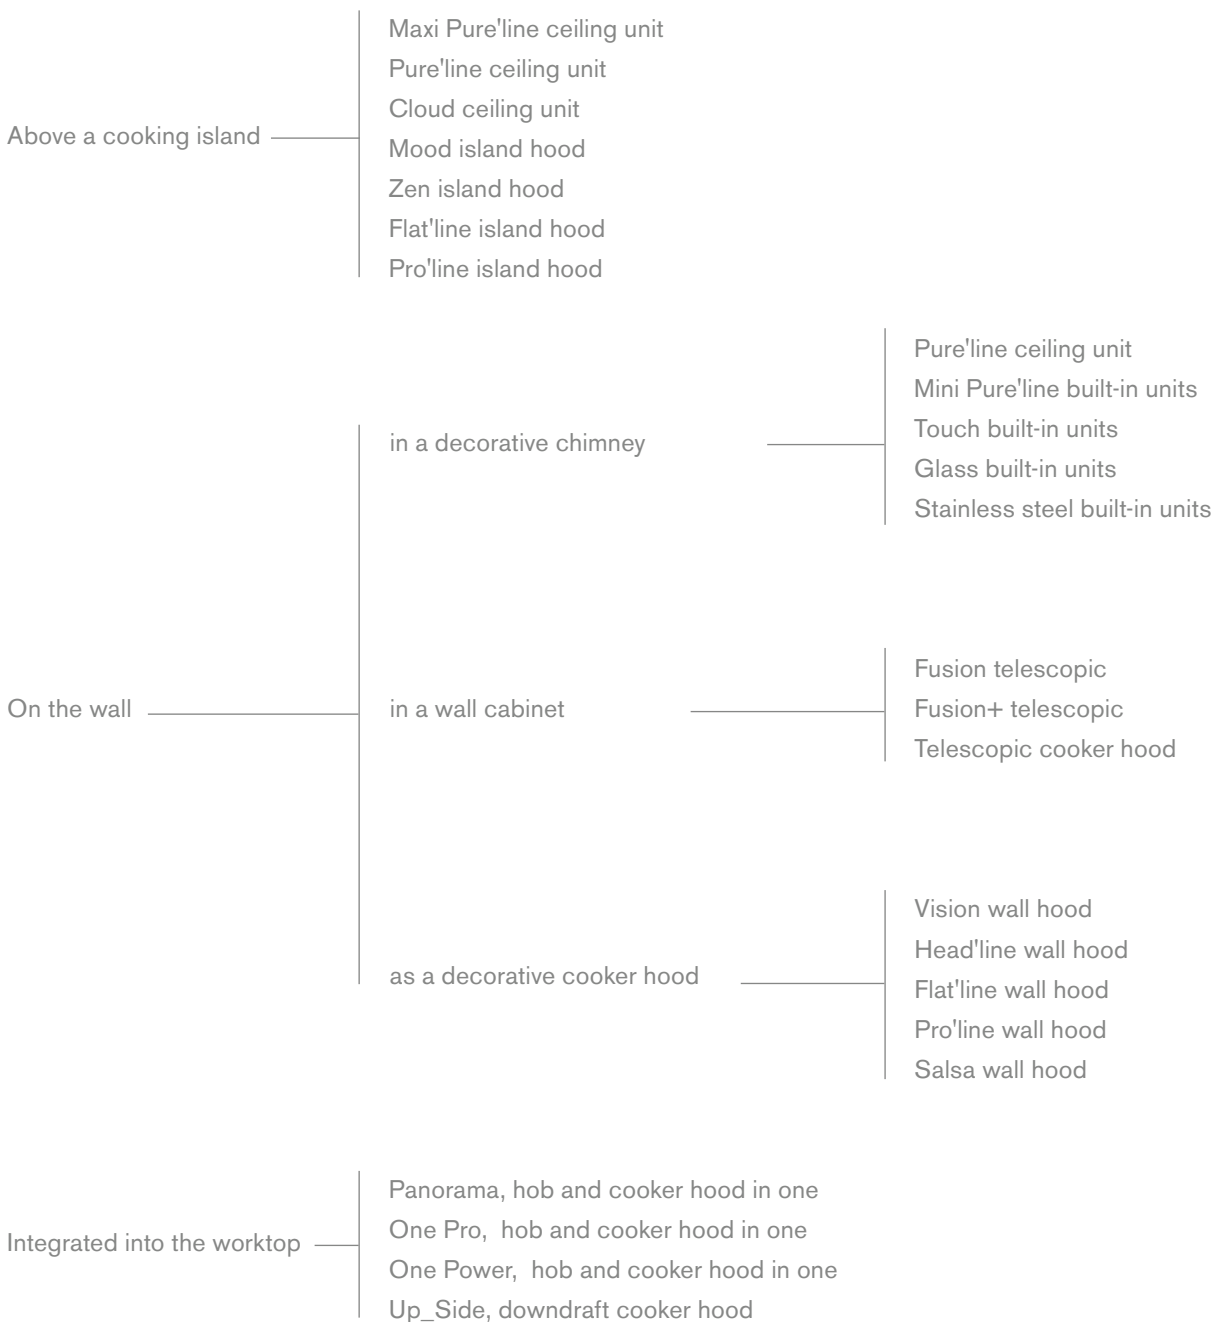 Above a cooking island
Maxi Pure'line ceiling unit
Pure'line ceiling unit
Cloud ceiling unit
Mood island hood
Zen island hood
Flat'line island hood
Pro'line island hood
On the wall
in a decorative chimney
Pure'line ceiling unit
Mini Pure'line built-in units
Touch built-in units
Glass built-in units
Stainless steel built-in units
in a wall cabinet
Fusion telescopic
Fusion+ telescopic
Telescopic cooker hood
as a decorative cooker hood
Vision wall hood
Head'line wall hood
Flat'line wall hood
Pro'line wall hood
Salsa wall hood
Integrated into the worktop
Panorama, hob and cooker hood in one
One Pro,  hob and cooker hood in one
One Power,  hob and cooker hood in one
Up_Side, downdraft cooker hood